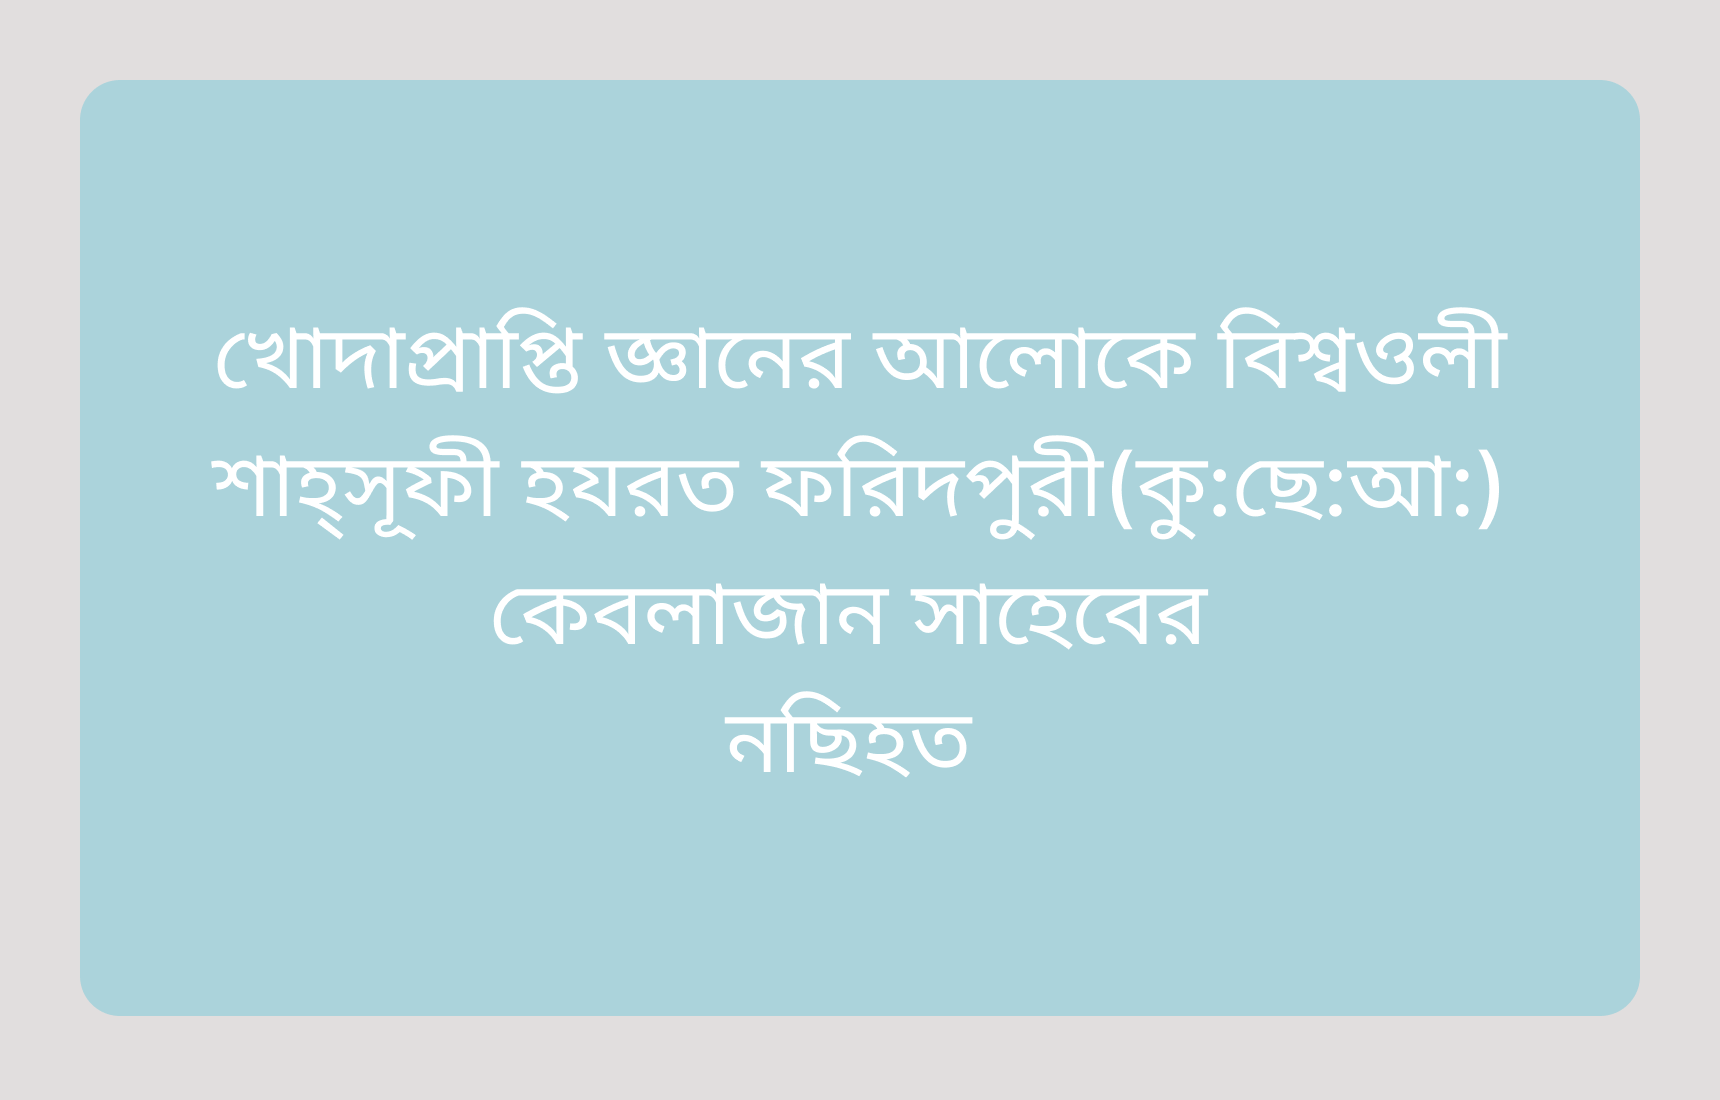 খোদাপ্রাপ্তি জ্ঞানের আলোকে বিশ্বওলী
শাহ্সূফী হযরত ফরিদপুরী(কু:ছে:আ:)
কেবলাজান সাহেবের
নছিহত